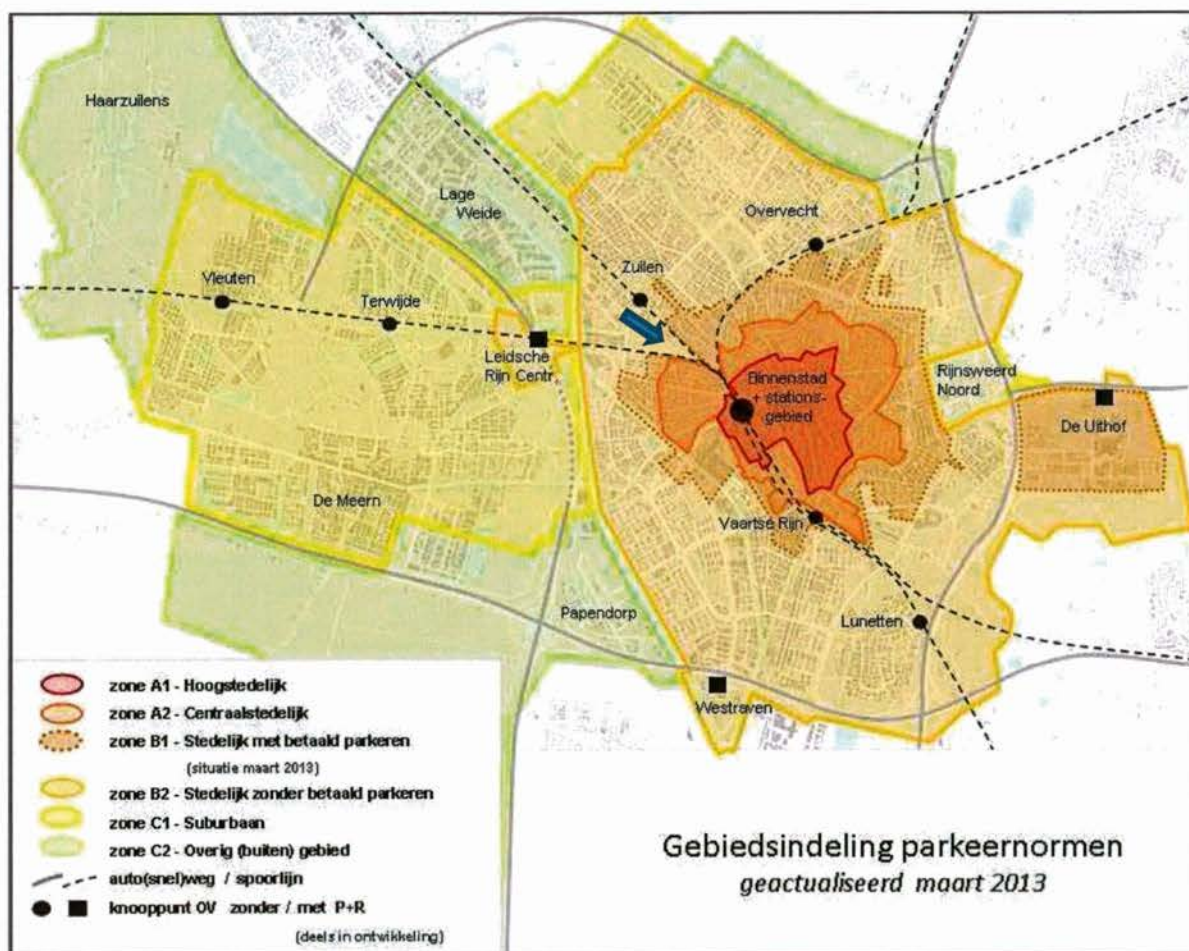 Haarzuilens
Lage
Weide
Overvecht
Zuilen
Vleuten
Terwijde
Leidsche
Rijn Centr.
Binnenstad
+ stations-
gebied
Rijnsweerd
Noord
De Uithof
De Meern
Vaartse Rijn
Papendorp
Lunetten
Westraven
zone A1 - Hoogstedelijk
zone A2 - Centraalstedelijk
zone B1 - Stedelijk met betaald parkeren
(situatie maart 2013)
zone B2 - Stedelijk zonder betaald parkeren
zone C1 - Suburbaan
zone C2 - Overig (buiten) gebied
auto(snel)weg / spoorlijn
knooppunt OV zonder / met P+R
(deels in ontwikkeling)
Gebiedsindeling parkeernormen
geactualiseerd maart 2013